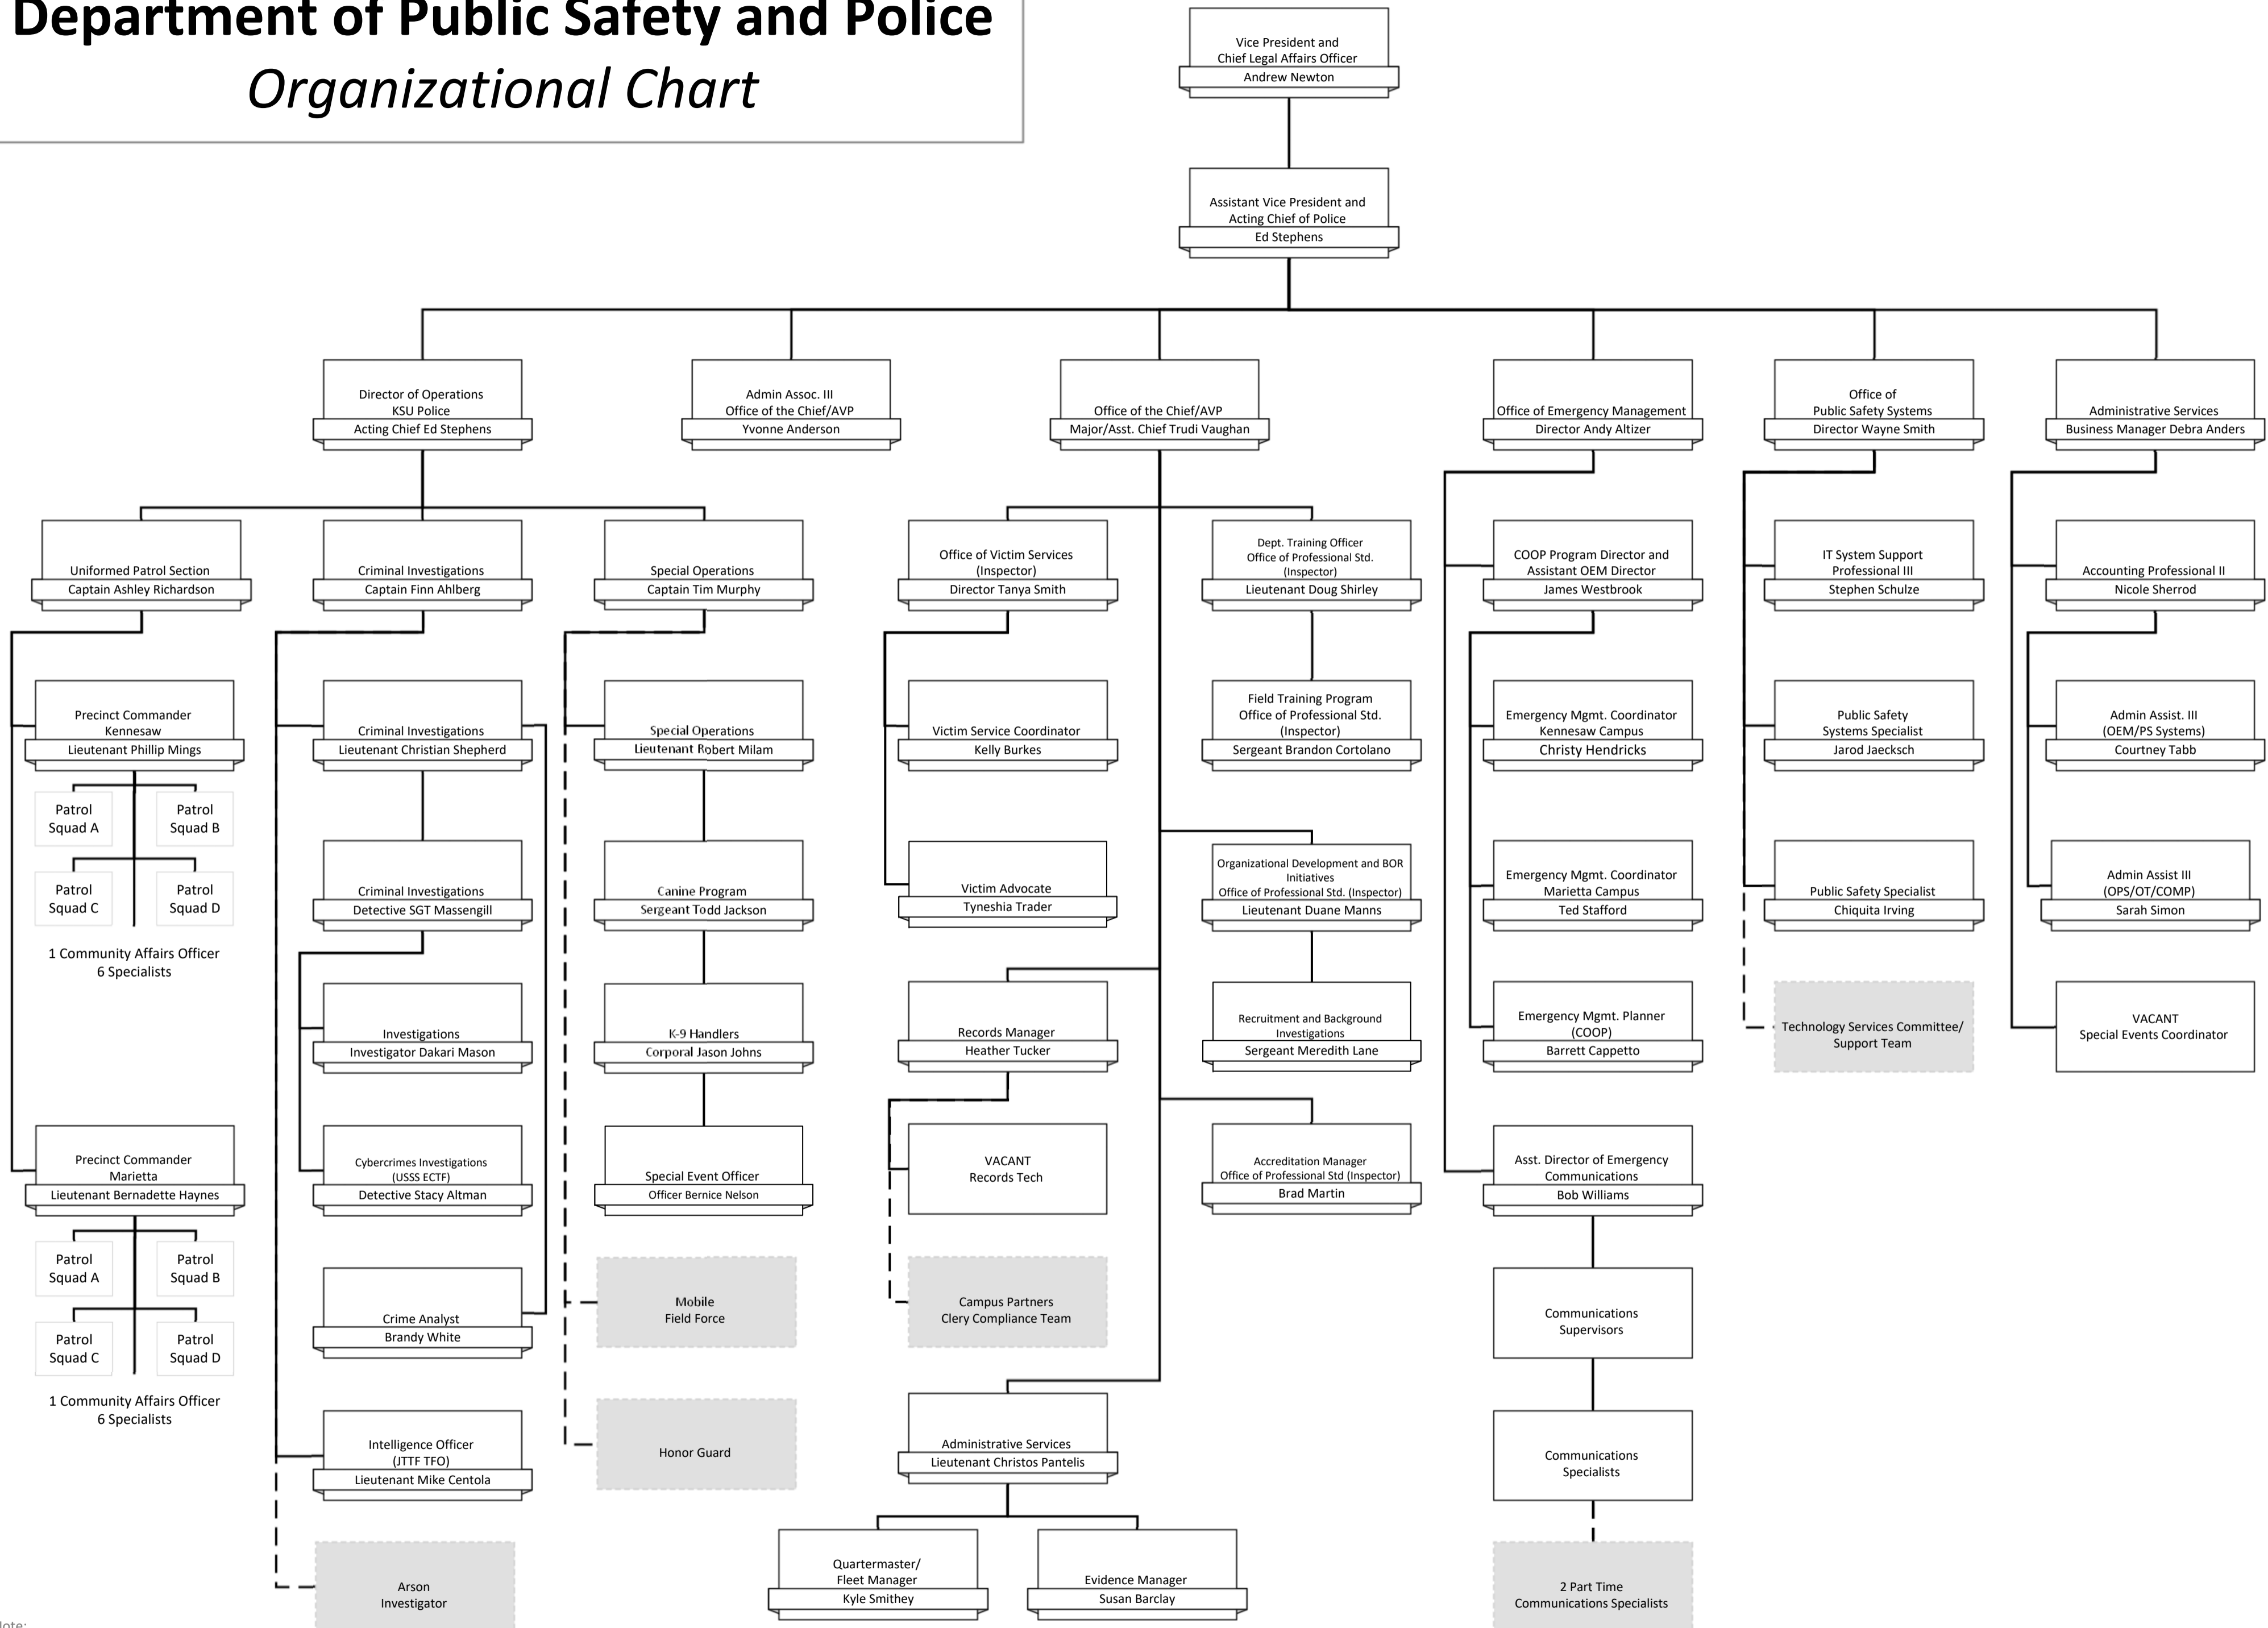 Department of Public Safety and Police
Organizational Chart
Vice President and
Chief Legal Affairs Officer
Andrew Newton
Assistant Vice President and
Acting Chief of Police
Ed Stephens
Director of Operations
KSU Police
Acting Chief Ed Stephens
Admin Assoc. III
Office of the Chief/AVP
Yvonne Anderson
Office of the Chief/AVP
Major/Asst. Chief Trudi Vaughan
Office of Emergency Management
Director Andy Altizer
Office of
Public Safety Systems
Director Wayne Smith
Administrative Services
Business Manager Debra Anders
Uniformed Patrol Section
Captain Ashley Richardson
Criminal Investigations
Captain Finn Ahlberg
Special Operations
Captain Tim Murphy
Office of Victim Services
(Inspector)
Director Tanya Smith
Dept. Training Officer
Office of Professional Std.
(Inspector)
Lieutenant Doug Shirley
COOP Program Director and
Assistant OEM Director
James Westbrook
IT System Support
Professional III
Stephen Schulze
Accounting Professional II
Nicole Sherrod
Precinct Commander
Kennesaw
Lieutenant Phillip Mings
Criminal Investigations
Lieutenant Christian Shepherd
Special Operations
Lieutenant Robert Milam
Victim Service Coordinator
Kelly Burkes
Field Training Program
Office of Professional Std.
(Inspector)
Sergeant Brandon Cortolano
Emergency Mgmt. Coordinator
Kennesaw Campus
Christy Hendricks
Public Safety
Systems Specialist
Jarod Jaecksch
Admin Assist. III
(OEM/PS Systems)
Courtney Tabb
Patrol
Squad A
Patrol
Squad B
Patrol
Squad C
Patrol
Squad D
1 Community Affairs Officer
6 Specialists
Criminal Investigations
Detective SGT Massengill
Canine Program
Sergeant Todd Jackson
Victim Advocate
Tyneshia Trader
Organizational Development and BOR
Initiatives
Office of Professional Std. (Inspector)
Lieutenant Duane Manns
Emergency Mgmt. Coordinator
Marietta Campus
Ted Stafford
Public Safety Specialist
Chiquita Irving
Admin Assist III
(OPS/OT/COMP)
Sarah Simon
Investigations
Investigator Dakari Mason
K-9 Handlers
Corporal Jason Johns
Records Manager
Heather Tucker
Recruitment and Background
Investigations
Sergeant Meredith Lane
Emergency Mgmt. Planner
(COOP)
Barrett Cappetto
Technology Services Committee/
Support Team
VACANT
Special Events Coordinator
Precinct Commander
Marietta
Lieutenant Bernadette Haynes
Cybercrimes Investigations
(USSS ECTF)
Detective Stacy Altman
Special Event Officer
Officer Bernice Nelson
VACANT
Records Tech
Accreditation Manager
Office of Professional Std (Inspector)
Brad Martin
Asst. Director of Emergency
Communications
Bob Williams
Patrol
Squad A
Patrol
Squad B
Patrol
Squad C
Patrol
Squad D
1 Community Affairs Officer
6 Specialists
Crime Analyst
Brandy White
Mobile
Field Force
Campus Partners
Clery Compliance Team
Communications
Supervisors
Intelligence Officer
(JTTF TFO)
Lieutenant Mike Centola
Honor Guard
Administrative Services
Lieutenant Christos Pantelis
Communications
Specialists
Arson
Investigator
Quartermaster/
Fleet Manager
Kyle Smithey
Evidence Manager
Susan Barclay
2 Part Time
Communications Specialists